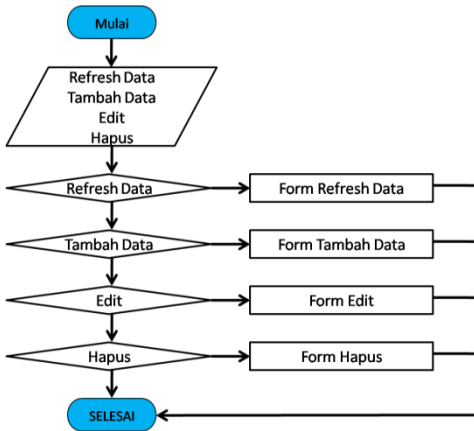 Mulai
Refresh Data
Tambah Data
Edit
Hapus
Refresh Data
Form Refresh Data
Tambah Data
Form Tambah Data
Edit
Form Edit
Hapus
Form Hapus
SELESAI